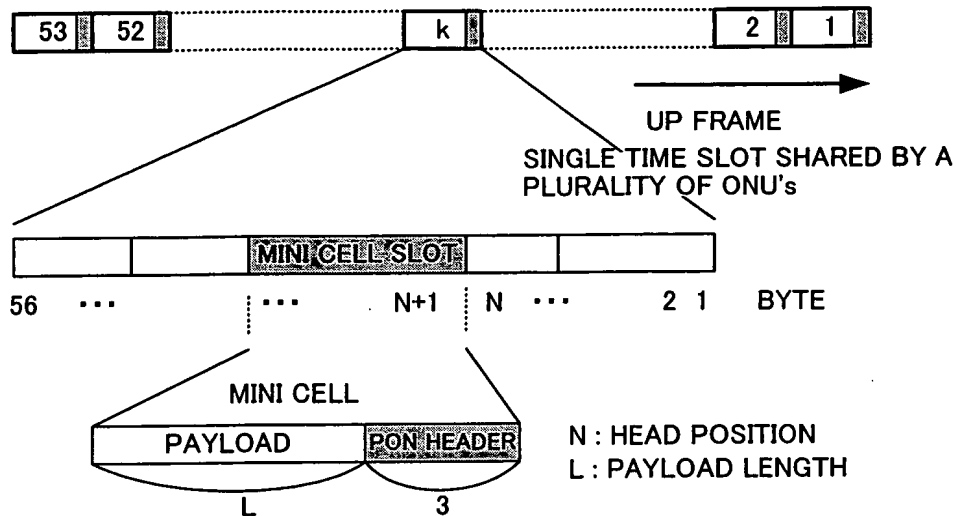 53 52 k 2 1
UP FRAME
SINGLE TIME SLOT SHARED BY A
PLURALITY OF ONU's
MINI CELL SLOT
56 ··· ··· N+1 N ··· 2 1 BYTE
MINI CELL
PAYLOAD PON HEADER
N : HEAD POSITION
L : PAYLOAD LENGTH
L 3